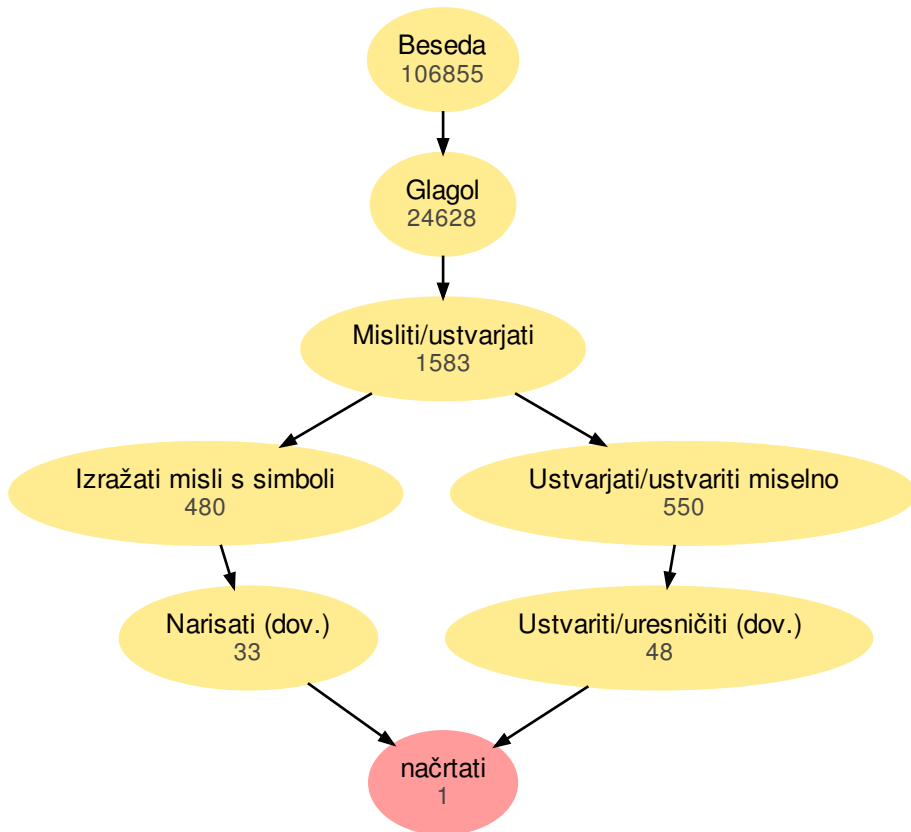 Beseda
106855
Glagol
24628
Misliti/ustvarjati
1583
Izražati misli s simboli
480
Ustvarjati/ustvariti miselno
550
Narisati (dov.)
33
Ustvariti/uresničiti (dov.)
48
načrtati
1